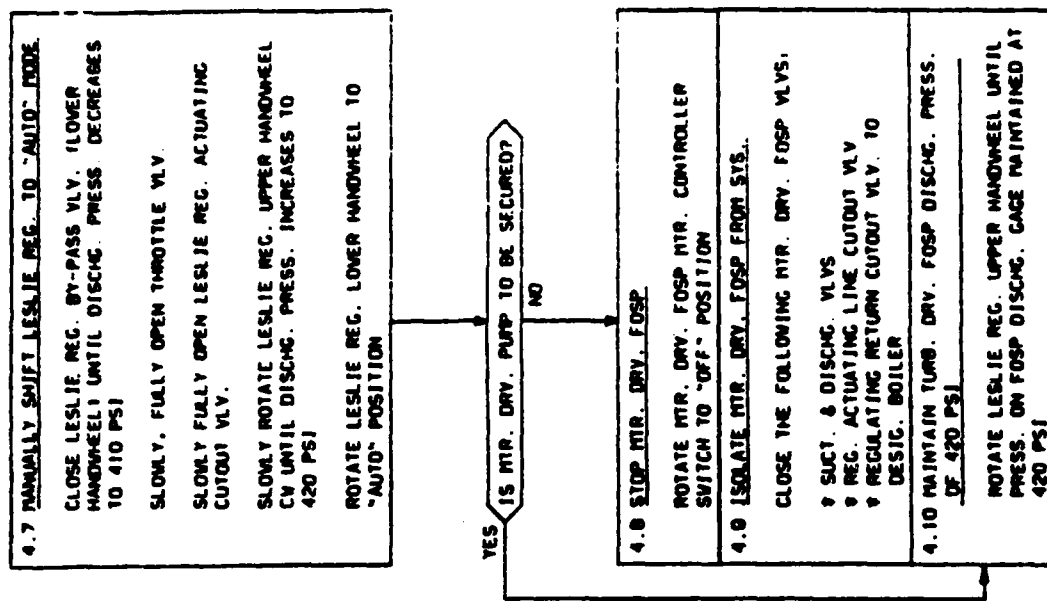 4.7 MANUALLY SHIFT LESLIE REG. TO "AUTO" MODE
CLOSE LESLIE REG. BY-PASS VLV. (LOWER
HANDWHEEL) UNTIL DISCHG. PRESS. DECREASES
TO 410 PSI
SLOWLY, FULLY OPEN THROTTLE VLV.
SLOWLY FULLY OPEN LESLIE REG. ACTUATING
CUTOUT VLV.
SLOWLY ROTATE LESLIE REG. UPPER HANDWHEEL
CW UNTIL DISCHG. PRESS. INCREASES TO
420 PSI
ROTATE LESLIE REG. LOWER HANDWHEEL TO
"AUTO" POSITION
IS MTR. DRV. PUMP TO BE SECURED?
YES
NO
4.8 STOP MTR. DRV. FOSP
ROTATE MTR. DRV. FOSP MTR. CONTROLLER
SWITCH TO "OFF" POSITION
4.9 ISOLATE MTR. DRV. FOSP FROM SYS.
CLOSE THE FOLLOWING MTR. DRV. FOSP VLVS:
* SUCT. & DISCHG. VLVS
* REG. ACTUATING LINE CUTOUT VLV
* REGULATING RETURN CUTOUT VLV. TO
DESIG. BOILER
4.10 MAINTAIN TURB. DRV. FOSP DISCHG. PRESS.
OF 420 PSI
ROTATE LESLIE REG. UPPER HANDWHEEL UNTIL
PRESS. ON FOSP DISCHG. GAGE MAINTAINED AT
420 PSI